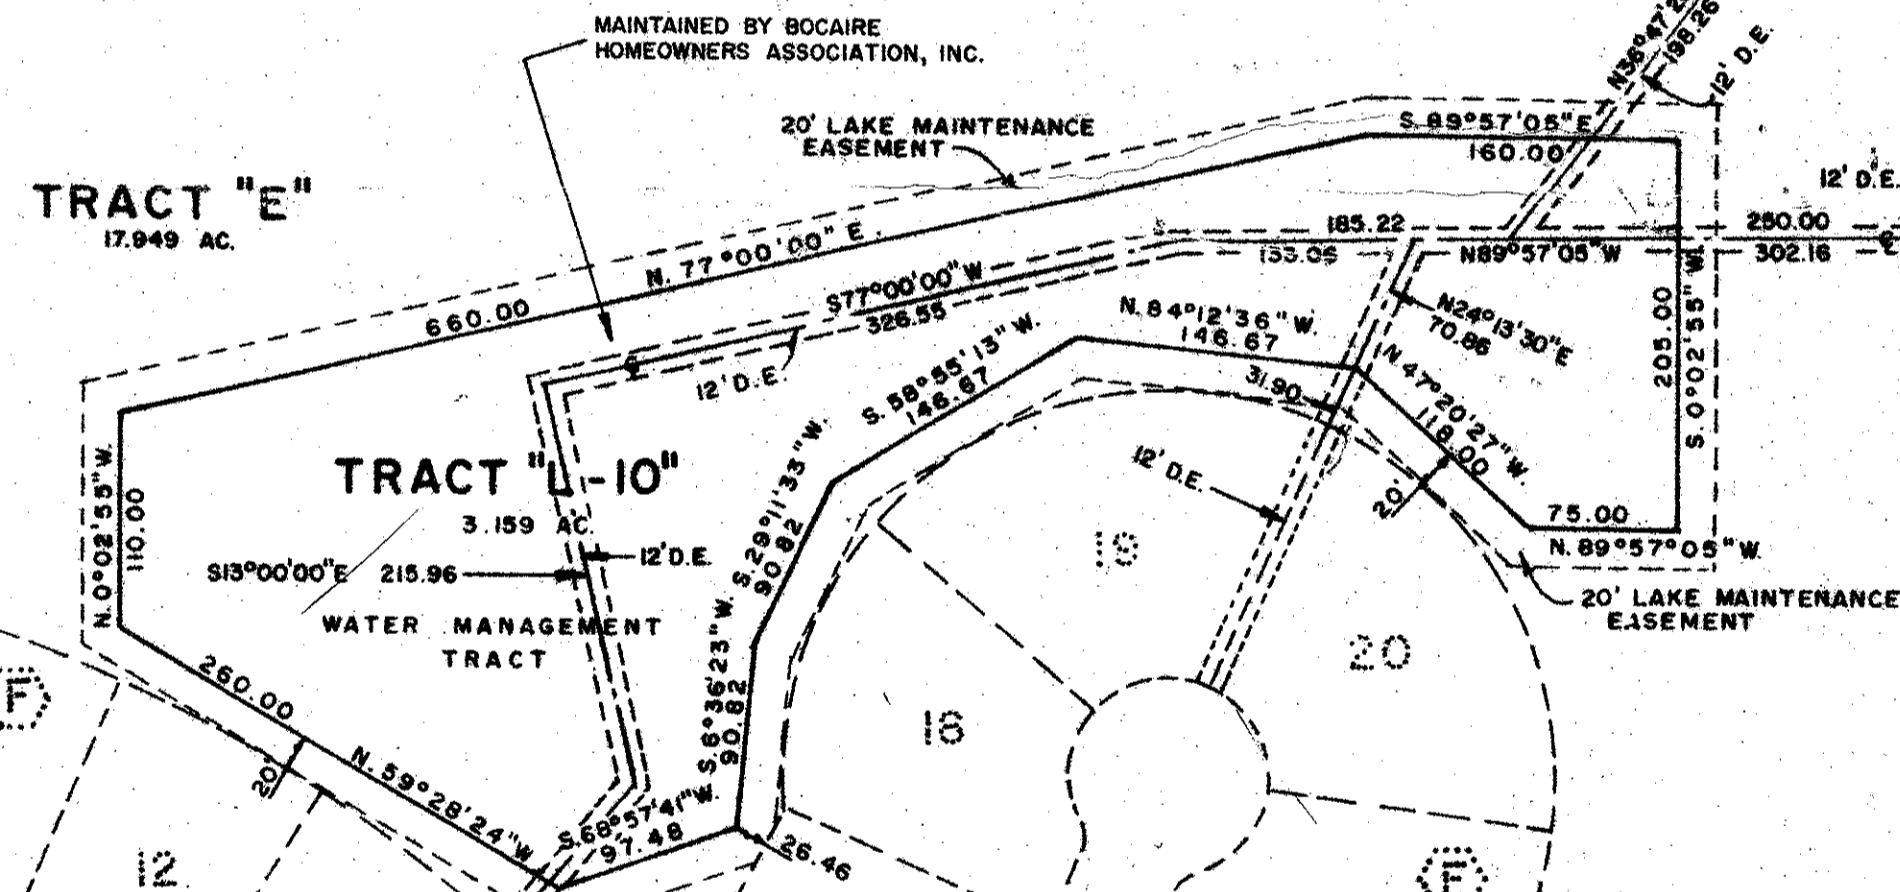 MAINTAINED BY BOCAIRE
HOMEOWNERS ASSOCIATION, INC.
20' LAKE MAINTENANCE
EASEMENT
S. 89°57'05"E
160.00
198.26
12' D.E.
12' D.E.
TRACT "E"
17.949 AC.
N. 77°00'00" E.
660.00
185.22
133.06
N89°57'05"W
250.00
302.16
S77°00'00"W
326.55
12' D.E.
N. 84°12'36" W.
146.67
N24°13'30"E
70.86
S. 58°55'13" W.
146.67
31.90
N 47°20'27" W.
118.00
205.00
S. 0°02'55" W.
TRACT "L-10"
3.159 AC.
N. 0°02'55" W.
110.00
S. 29°11'33" W.
90.82
12' D.E.
20'
75.00
N. 89°57°05" W.
S13°00'00"E 215.96
12' D.E.
WATER MANAGEMENT
TRACT
19
20' LAKE MAINTENANCE
EASEMENT
20
S. 6°36'23" W.
90.82
18
260.00
20'
N. 59°28'24" W
S. 68°57'41" W.
97.48
26.46
12
F
F